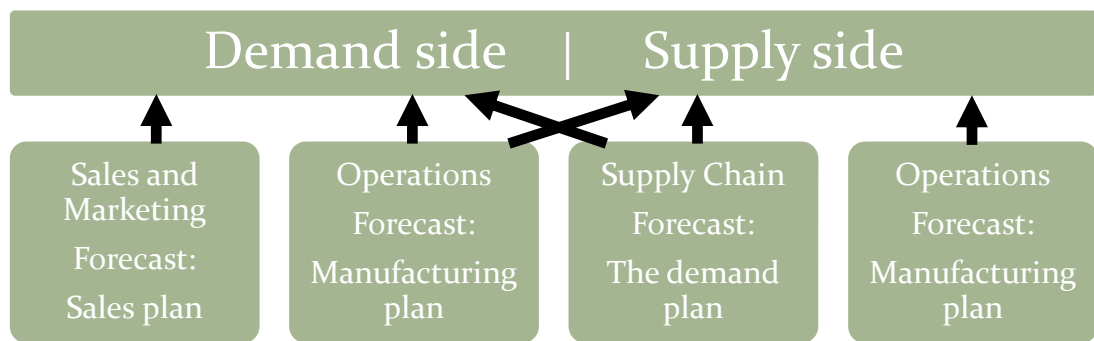 Demand side | Supply side
Sales and
Marketing
Forecast:
Sales plan
Operations
Forecast:
Manufacturing
plan
Supply Chain
Forecast:
The demand
plan
Operations
Forecast:
Manufacturing
plan